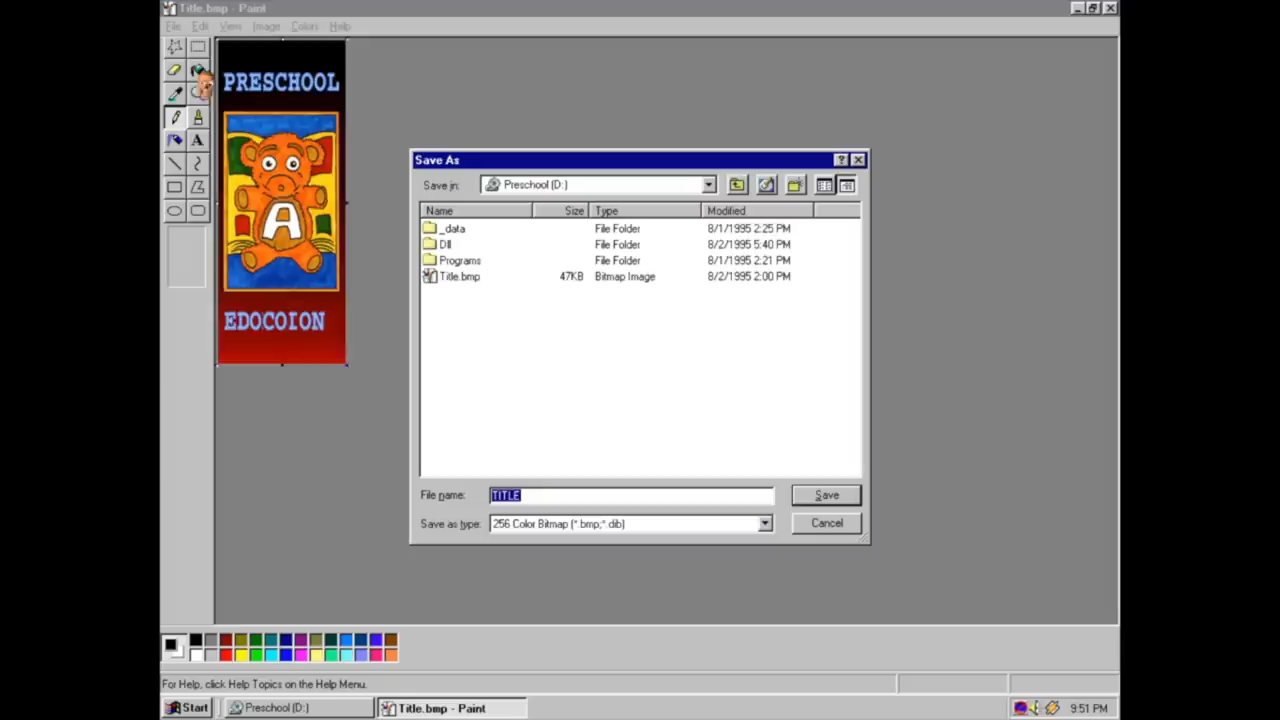 Title.bmp - Paint
File Edit View Image Colors Help
PRESCHOOL
A
EDOCOION
Save As
Save in: Preschool (D:)
Name Size Type Modified
_data File Folder 8/1/1995 2:25 PM
Dll File Folder 8/2/1995 5:40 PM
Programs File Folder 8/1/1995 2:21 PM
Title.bmp 47KB Bitmap Image 8/2/1995 2:00 PM
File name: TITLE Save
Save as type: 256 Color Bitmap (*.bmp;*.dib) Cancel
A
For Help, click Help Topics on the Help Menu.
Start Preschool (D:) Title.bmp - Paint 9:51 PM